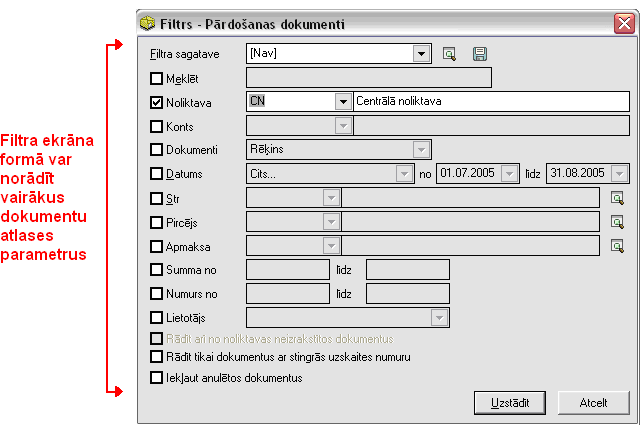 Filtrs - Pārdošanas dokumenti
Filtra sagatave [Nav]
Meklēt
Noliktava CN Centrālā noliktava
Konts
Dokumenti Rēķins
Datums Cits... no 01.07.2005 līdz 31.08.2005
Str
Pircējs
Apmaksa
Summa no līdz
Numurs no līdz
Lietotājs
Rādīt arī no noliktavas neizrakstītos dokumentus
Rādīt tikai dokumentus ar stingrās uzskaites numuru
Iekļaut anulētos dokumentus
Uzstādīt Atcelt
Filtra ekrāna
formā var
norādīt
vairākus
dokumentu
atlases
parametrus